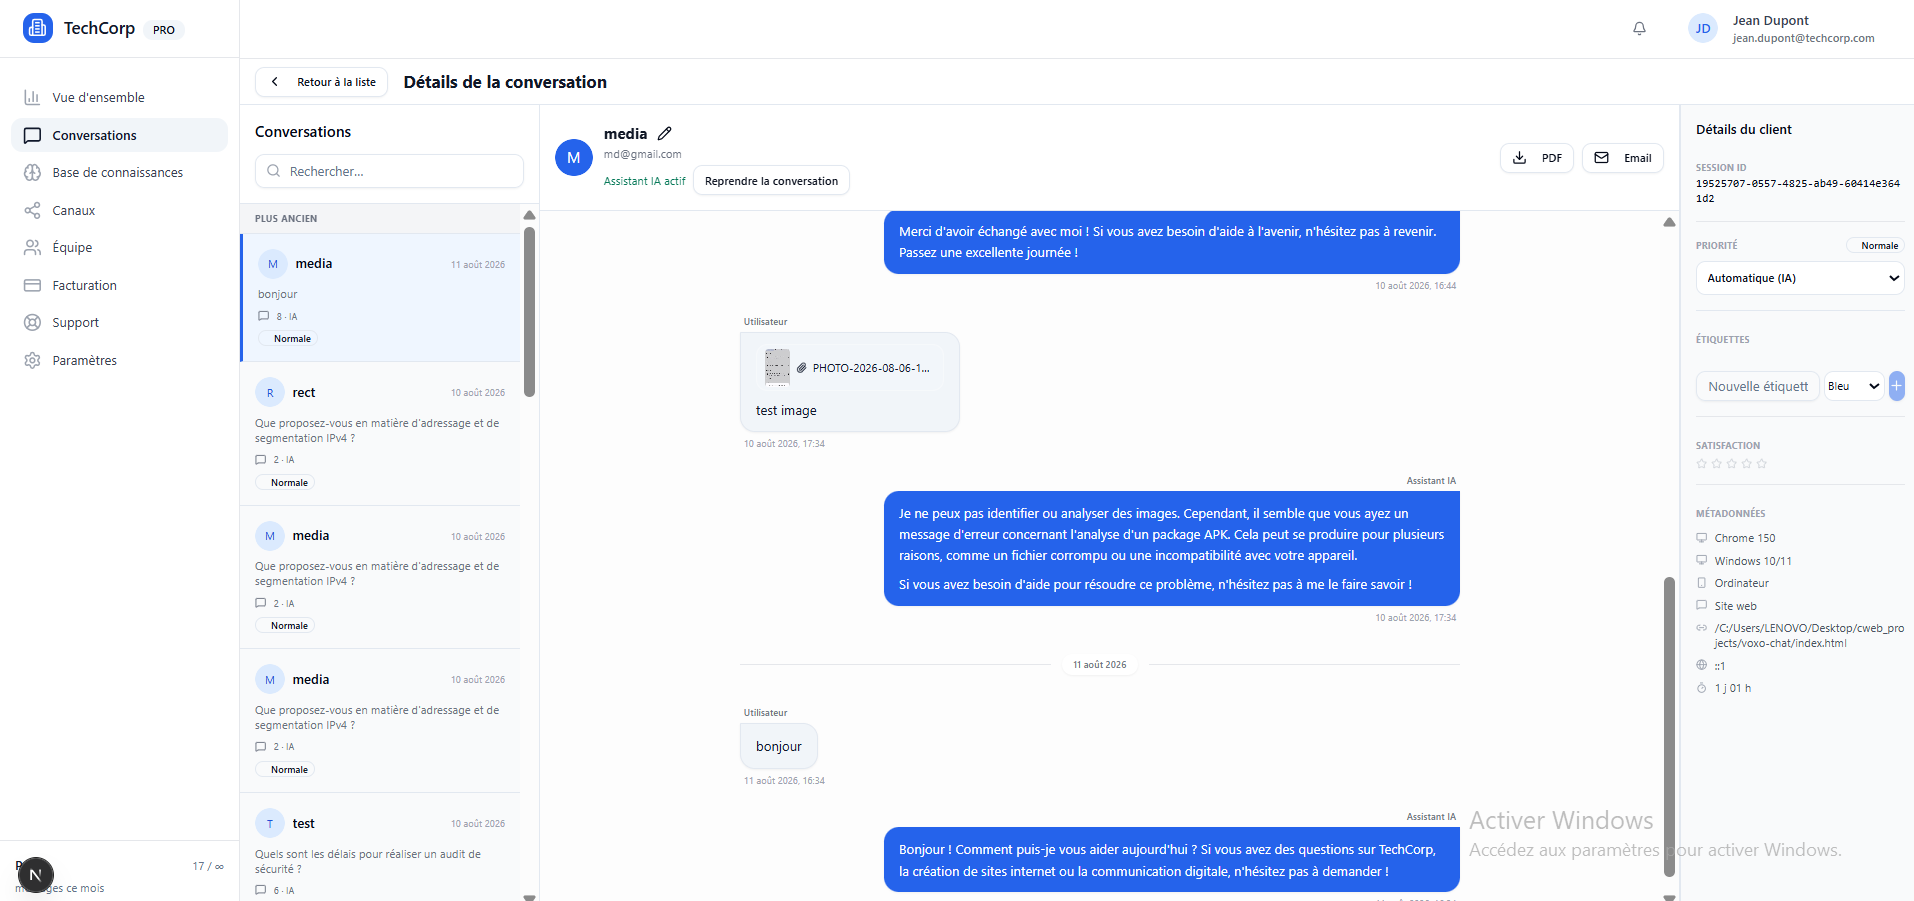 TechCorp PRO
Jean Dupont
JD
jean.dupont@techcorp.com
Vue d'ensemble
Conversations
Base de connaissances
Canaux
Équipe
Facturation
Support
Paramètres
17 / ∞
ges ce mois
N
Retour à la liste
Détails de la conversation
Conversations
Rechercher...
PLUS ANCIEN
M media 11 août 2026
bonjour
8 · IA
Normale
R rect 10 août 2026
Que proposez-vous en matière d'adressage et de
segmentation IPv4 ?
2 · IA
Normale
M media 10 août 2026
Que proposez-vous en matière d'adressage et de
segmentation IPv4 ?
2 · IA
Normale
M media 10 août 2026
Que proposez-vous en matière d'adressage et de
segmentation IPv4 ?
2 · IA
Normale
T test 10 août 2026
Quels sont les délais pour réaliser un audit de
sécurité ?
6 · IA
M
media
md@gmail.com
Assistant IA actif
Reprendre la conversation
PDF
Email
Merci d'avoir échangé avec moi ! Si vous avez besoin d'aide à l'avenir, n'hésitez pas à revenir.
Passez une excellente journée !
10 août 2026, 16:44
Utilisateur
PHOTO-2026-08-06-1...
test image
10 août 2026, 17:34
Assistant IA
Je ne peux pas identifier ou analyser des images. Cependant, il semble que vous ayez un
message d'erreur concernant l'analyse d'un package APK. Cela peut se produire pour plusieurs
raisons, comme un fichier corrompu ou une incompatibilité avec votre appareil.
Si vous avez besoin d'aide pour résoudre ce problème, n'hésitez pas à me le faire savoir !
10 août 2026, 17:34
11 août 2026
Utilisateur
bonjour
11 août 2026, 16:34
Assistant IA
Bonjour ! Comment puis-je vous aider aujourd'hui ? Si vous avez des questions sur TechCorp,
la création de sites internet ou la communication digitale, n'hésitez pas à demander !
Détails du client
SESSION ID
19525707-0557-4825-ab49-60414e364
1d2
PRIORITÉ Normale
Automatique (IA)
ÉTIQUETTES
Nouvelle étiquett Bleu +
SATISFACTION
MÉTADONNÉES
Chrome 150
Windows 10/11
Ordinateur
Site web
/C:/Users/LENOVO/Desktop/cweb_pro
jects/voxo-chat/index.html
::1
1 j 01 h
Activer Windows
Accédez aux paramètres pour activer Windows.